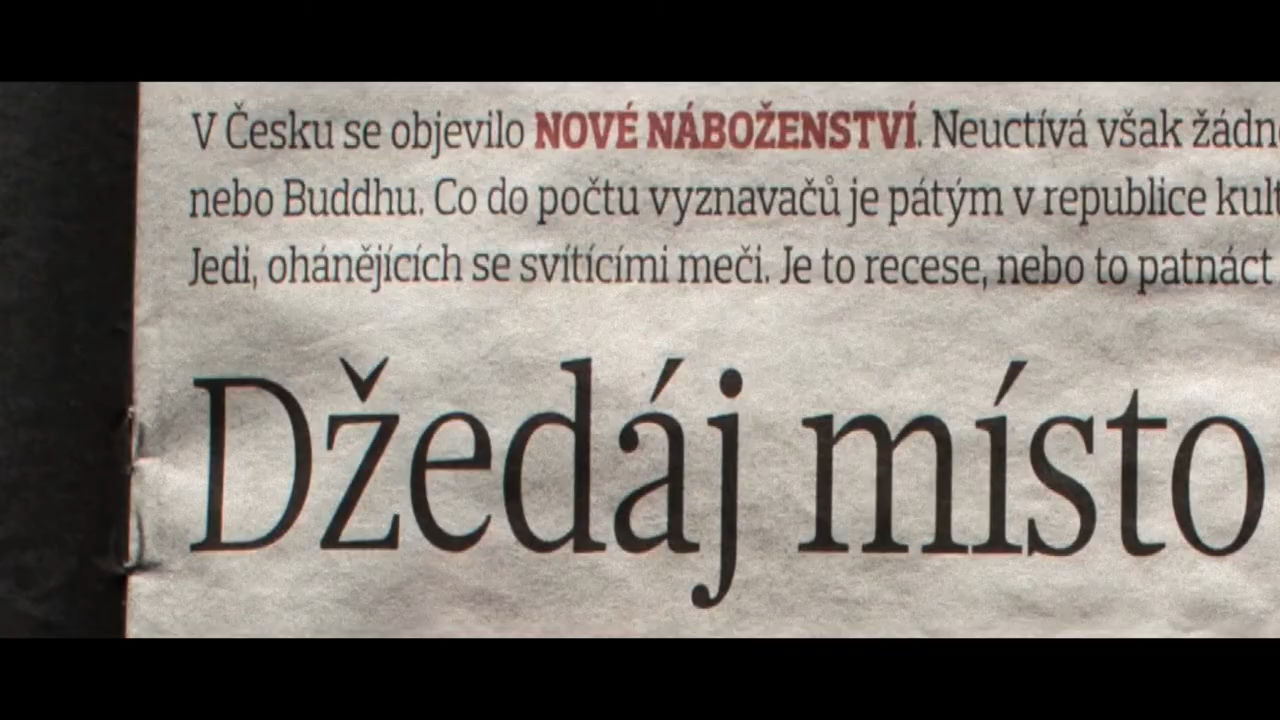 V Česku se objevilo NOVÉ NÁBOŽENSTVÍ. Neuctívá však žádn
nebo Buddhu. Co do počtu vyznavačů je pátým v republice kult
Jedi, ohánějících se svítícími meči. Je to recese, nebo to patnáct
Džedáj místo